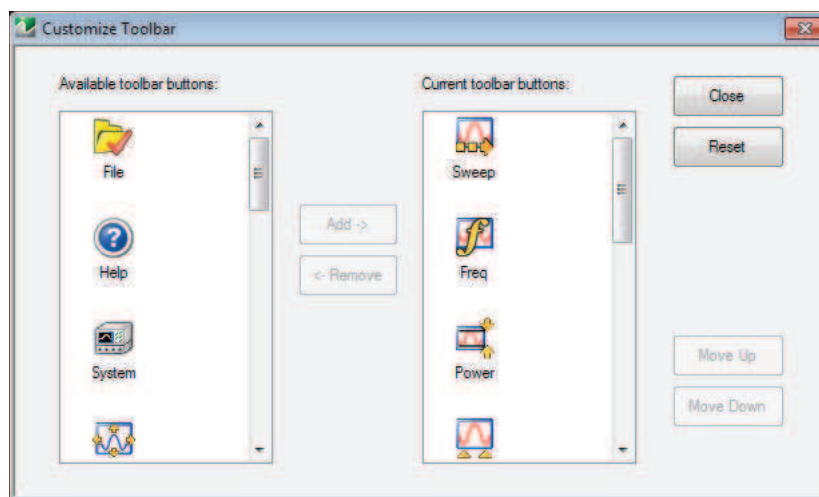 Customize Toolbar
Available toolbar buttons:
Current toolbar buttons:
Close
Reset
File
Sweep
Add ->
<- Remove
Help
Freq
System
Power
Move Up
Move Down